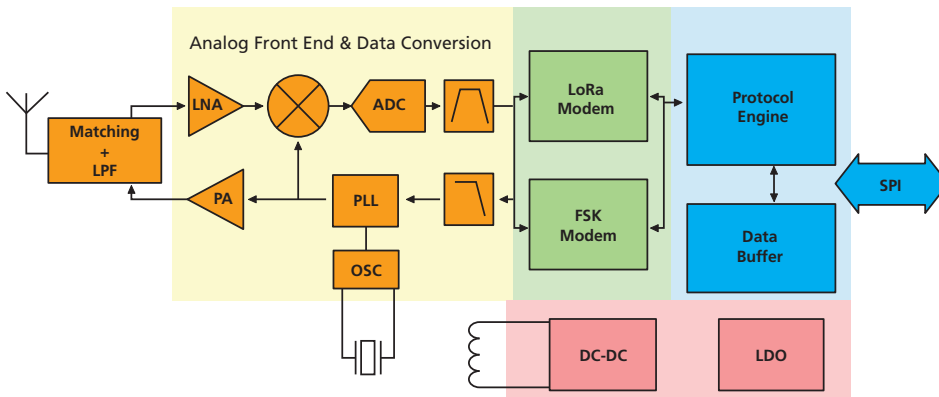 Analog Front End & Data Conversion
LNA
ADC
LoRa
Modem
Protocol
Engine
Matching
+
LPF
PA
PLL
FSK
Modem
SPI
Data
Buffer
OSC
DC-DC
LDO